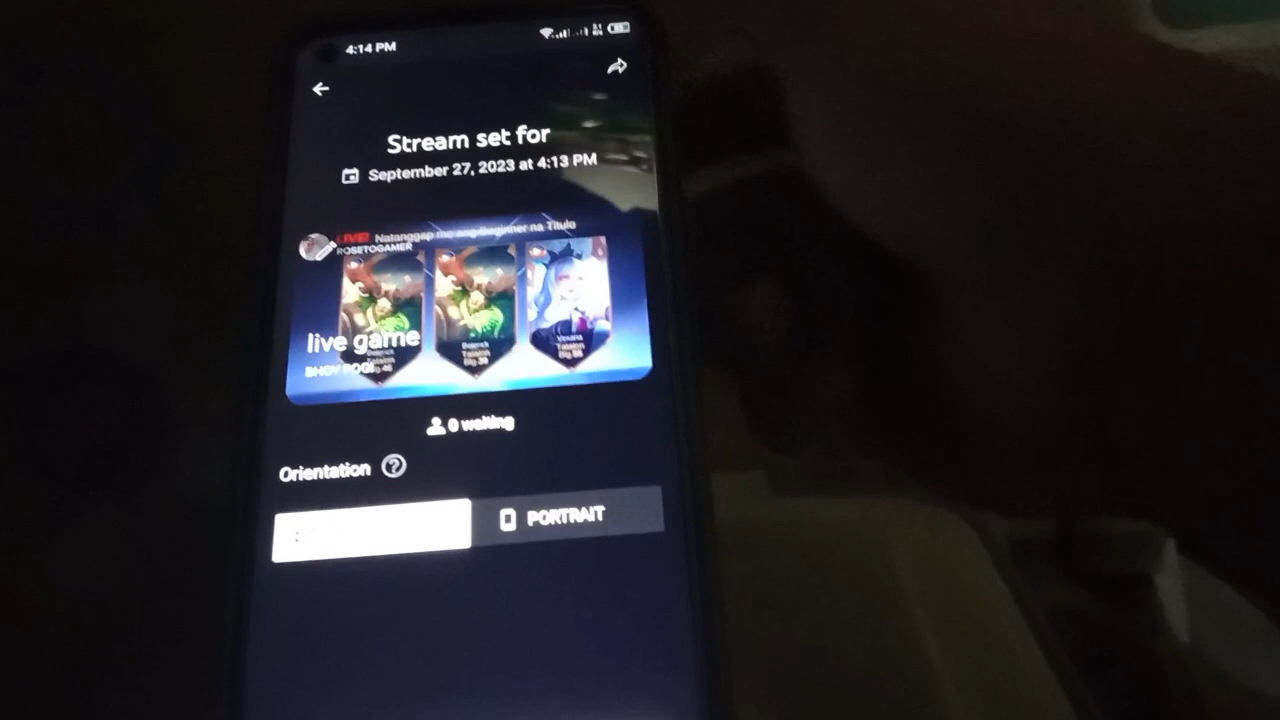 4:14 PM
Stream set for
September 27, 2023 at 4:13 PM
LIVE! Natanggap mo ang Beginner na Titulo
ROSETOGAMER
live game
BHGY POGI
0 waiting
Orientation
PORTRAIT